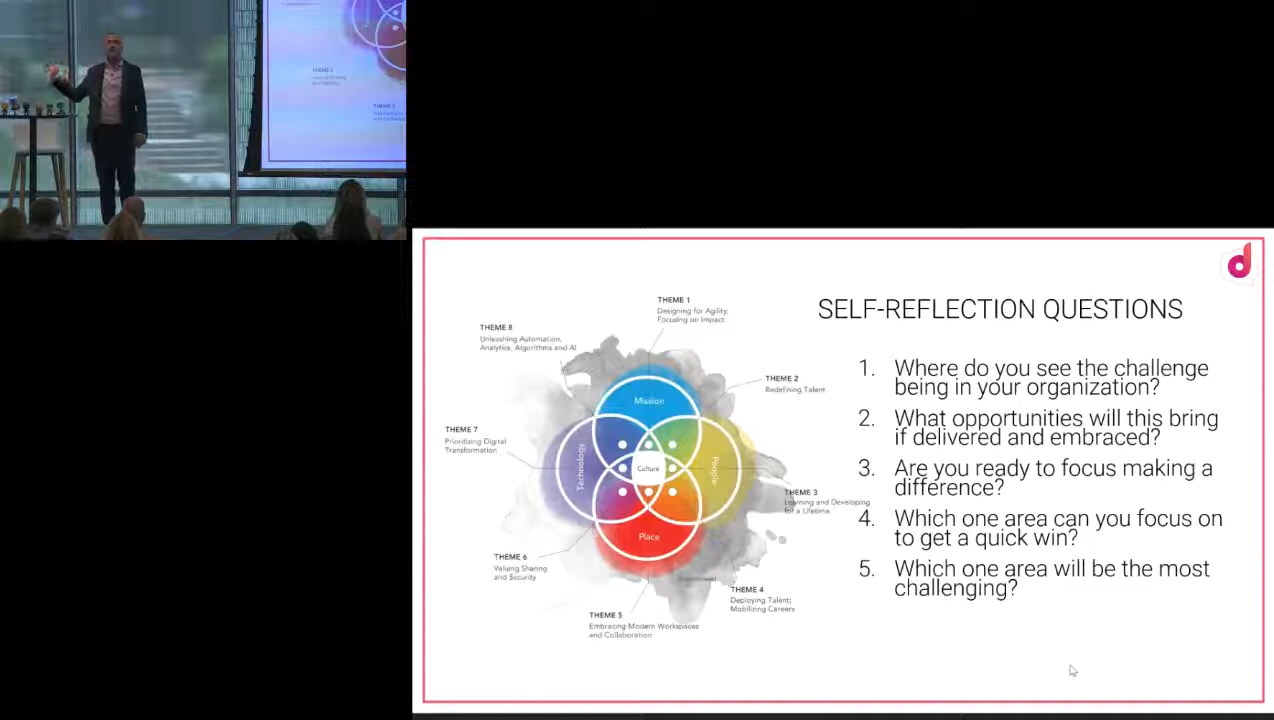 THEME 1
Designing for Agility;
Focusing on Impact
THEME 8
Unleashing Automation,
Analytics, Algorithms and AI
THEME 2
Redefining Talent
THEME 7
Prioritizing Digital
Transformation
Mission
Technology
Culture
People
Place
THEME 3
Learning and Developing
for a Lifetime
THEME 6
Valuing Sharing
and Security
THEME 4
Deploying Talent;
Mobilizing Careers
THEME 5
Embracing Modern Workspaces
and Collaboration
SELF-REFLECTION QUESTIONS
1. Where do you see the challenge
being in your organization?
2. What opportunities will this bring
if delivered and embraced?
3. Are you ready to focus making a
difference?
4. Which one area can you focus on
to get a quick win?
5. Which one area will be the most
challenging?